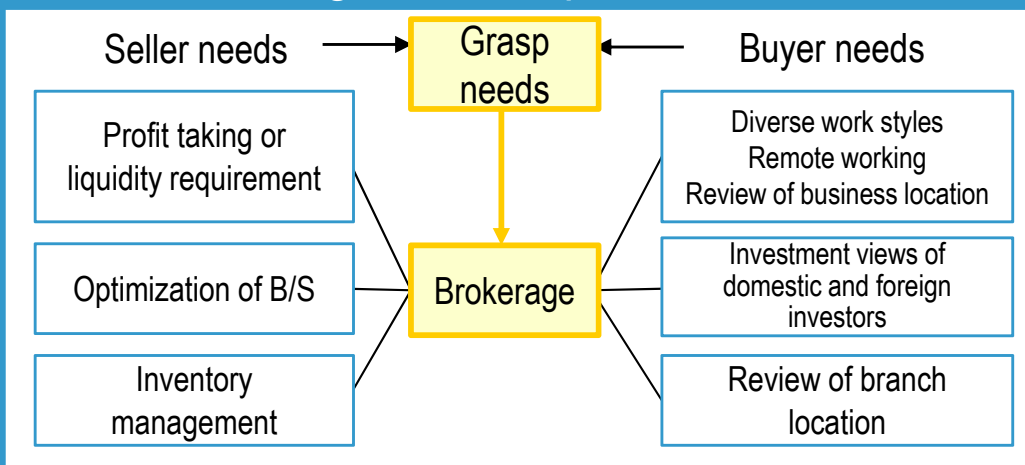 Seller needs
Grasp
needs
Buyer needs
Profit taking or
liquidity requirement
Optimization of B/S
Inventory
management
Brokerage
Diverse work styles
Remote working
Review of business location
Investment views of
domestic and foreign
investors
Review of branch
location